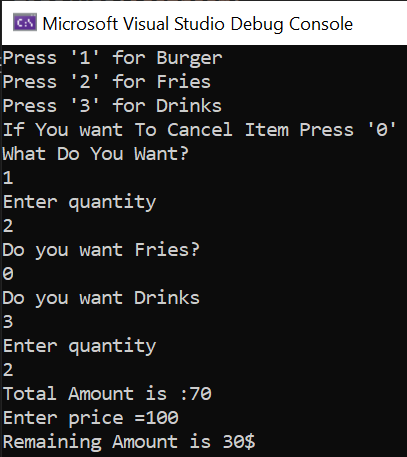 Microsoft Visual Studio Debug Console
Press '1' for Burger
Press '2' for Fries
Press '3' for Drinks
If You want To Cancel Item Press '0'
What Do You Want?
1
Enter quantity
2
Do you want Fries?
0
Do you want Drinks
3
Enter quantity
2
Total Amount is :70
Enter price =100
Remaining Amount is 30$